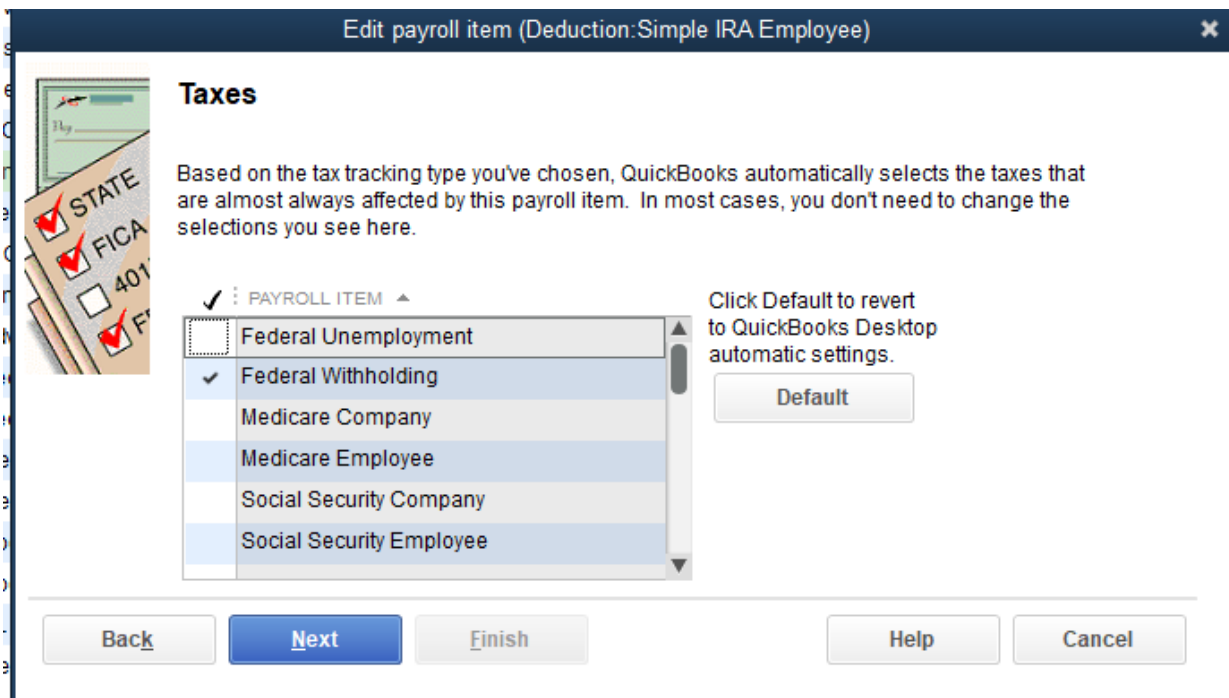 Edit payroll item (Deduction:Simple IRA Employee)
Taxes
Based on the tax tracking type you've chosen, QuickBooks automatically selects the taxes that
are almost always affected by this payroll item. In most cases, you don't need to change the
selections you see here.
STATE
FICA
401
PAYROLL ITEM
Federal Unemployment
Federal Withholding
Medicare Company
Medicare Employee
Social Security Company
Social Security Employee
Click Default to revert
to QuickBooks Desktop
automatic settings.
Default
Back
Next
Finish
Help
Cancel